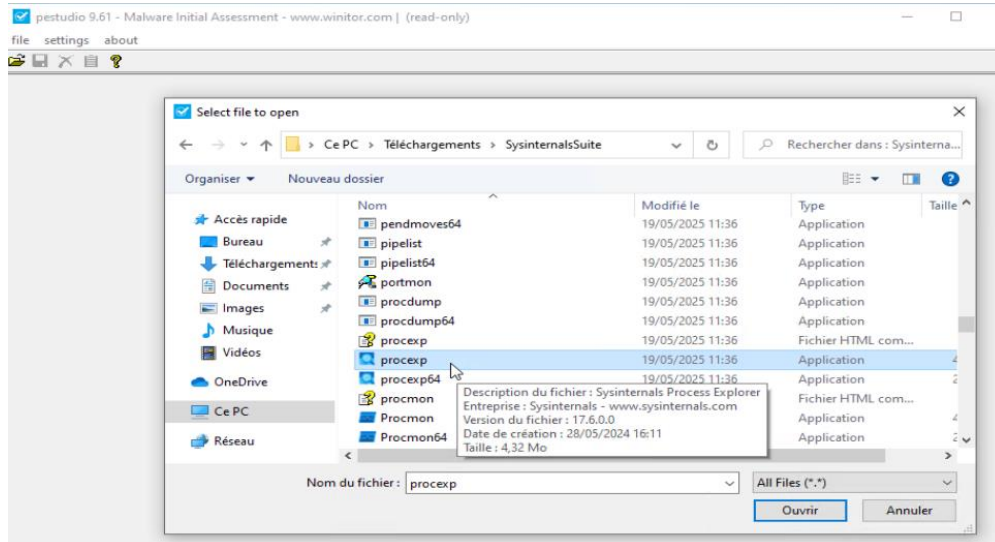 pestudio 9.61 - Malware Initial Assessment - www.winitor.com | (read-only)
file settings about
Select file to open
Ce PC > Téléchargements > SysinternalsSuite
Rechercher dans : Sysinterna...
Organiser Nouveau dossier
Nom Modifié le Type Taille
Accès rapide
Bureau
Téléchargement:
Documents
Images
Musique
Vidéos
OneDrive
Ce PC
Réseau
pendmoves64 19/05/2025 11:36 Application
pipelist 19/05/2025 11:36 Application
pipelist64 19/05/2025 11:36 Application
portmon 19/05/2025 11:36 Application
procdump 19/05/2025 11:36 Application
procdump64 19/05/2025 11:36 Application
procexp 19/05/2025 11:36 Fichier HTML com...
procexp 19/05/2025 11:36 Application 4
procexp64 19/05/2025 11:36 Application 2
procmon Fichier HTML com...
Procmon Application 4
Procmon64 Application 2
Description du fichier : Sysinternals Process Explorer
Entreprise : Sysinternals - www.sysinternals.com
Version du fichier : 17.6.0.0
Date de création : 28/05/2024 16:11
Taille : 4,32 Mo
Nom du fichier : procexp All Files (*.*)
Ouvrir Annuler